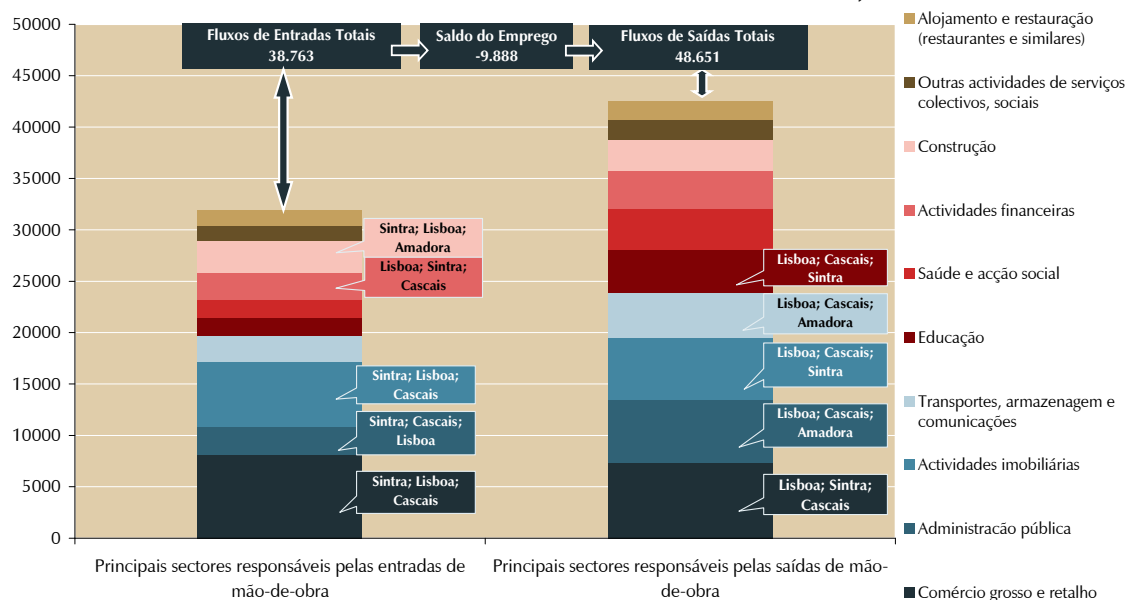 50000
45000
40000
35000
30000
25000
20000
15000
10000
5000
0
Fluxos de Entradas Totais
38.763
Saldo do Emprego
-9.888
Fluxos de Saídas Totais
48.651
Sintra; Lisboa;
Amadora
Lisboa; Sintra;
Cascais
Sintra; Lisboa;
Cascais
Sintra; Cascais;
Lisboa
Sintra; Lisboa;
Cascais
Lisboa; Cascais;
Sintra
Lisboa; Cascais;
Amadora
Lisboa; Cascais;
Sintra
Lisboa; Cascais;
Amadora
Lisboa; Sintra;
Cascais
Principais sectores responsáveis pelas entradas de
mão-de-obra
Principais sectores responsáveis pelas saídas de mão-
de-obra
Alojamento e restauração
(restaurantes e similares)
Outras actividades de serviços
colectivos, sociais
Construção
Actividades financeiras
Saúde e acção social
Educação
Transportes, armazenagem e
comunicações
Actividades imobiliárias
Administracão pública
Comércio grosso e retalho